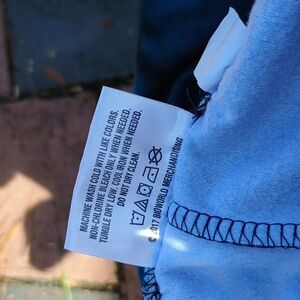 MACHINE WASH COLD WITH LIKE COLORS.
NON-CHLORINE BLEACH ONLY WHEN NEEDED.
TUMBLE DRY LOW. COOL IRON WHEN NEEDED.
DO NOT DRY CLEAN.
© 2017 BIOWORLD MERCHANDISING